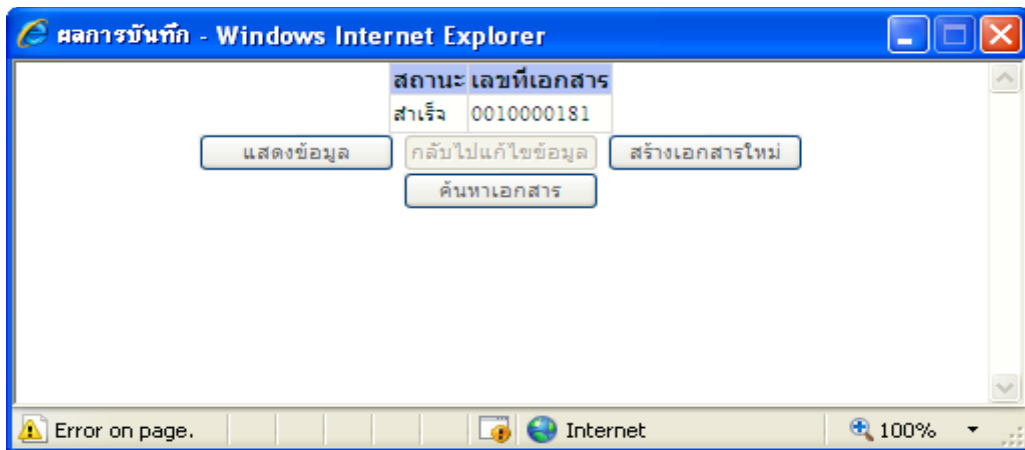 ผลการบันทึก - Windows Internet Explorer
สถานะ เลขที่เอกสาร
สำเร็จ 0010000181
แสดงข้อมูล กลับไปแก้ไขข้อมูล สร้างเอกสารใหม่
ค้นหาเอกสาร
Error on page. Internet 100%